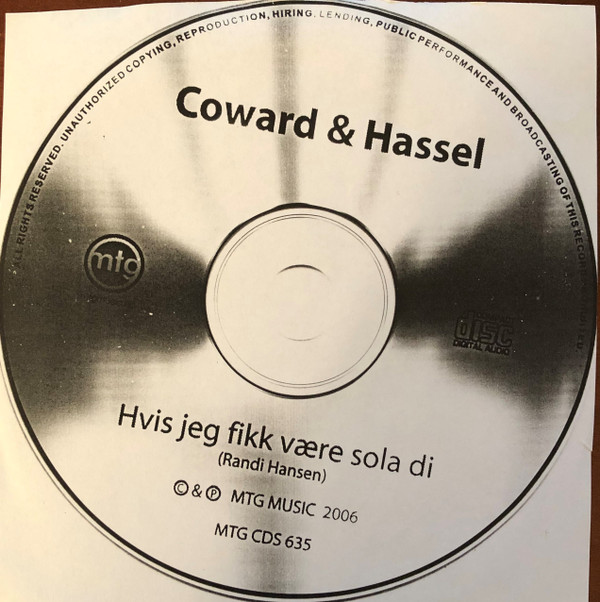 ALL RIGHTS RESERVED. UNAUTHORIZED COPYING, REPRODUCTION, HIRING, LENDING, PUBLIC PERFORMANCE AND BROADCASTING OF THIS RECORD
Coward & Hassel
mtg
disc
DIGITAL AUDIO
Hvis jeg fikk være sola di
(Randi Hansen)
© & ℗ MTG MUSIC 2006
MTG CDS 635